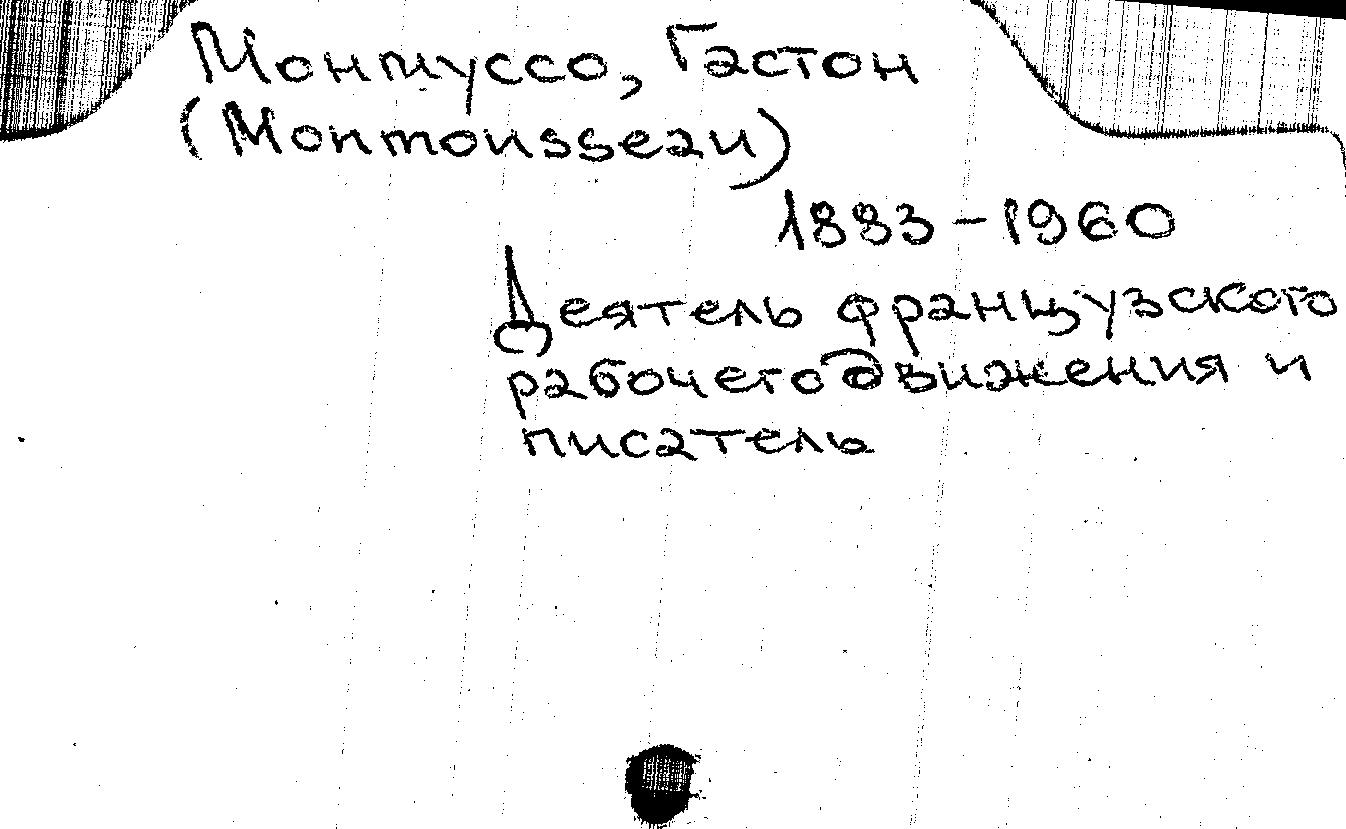 Монмуссо, Гастон
(Monmousseau)
1883-1960
Деятель французского
рабочего движения и
писатель